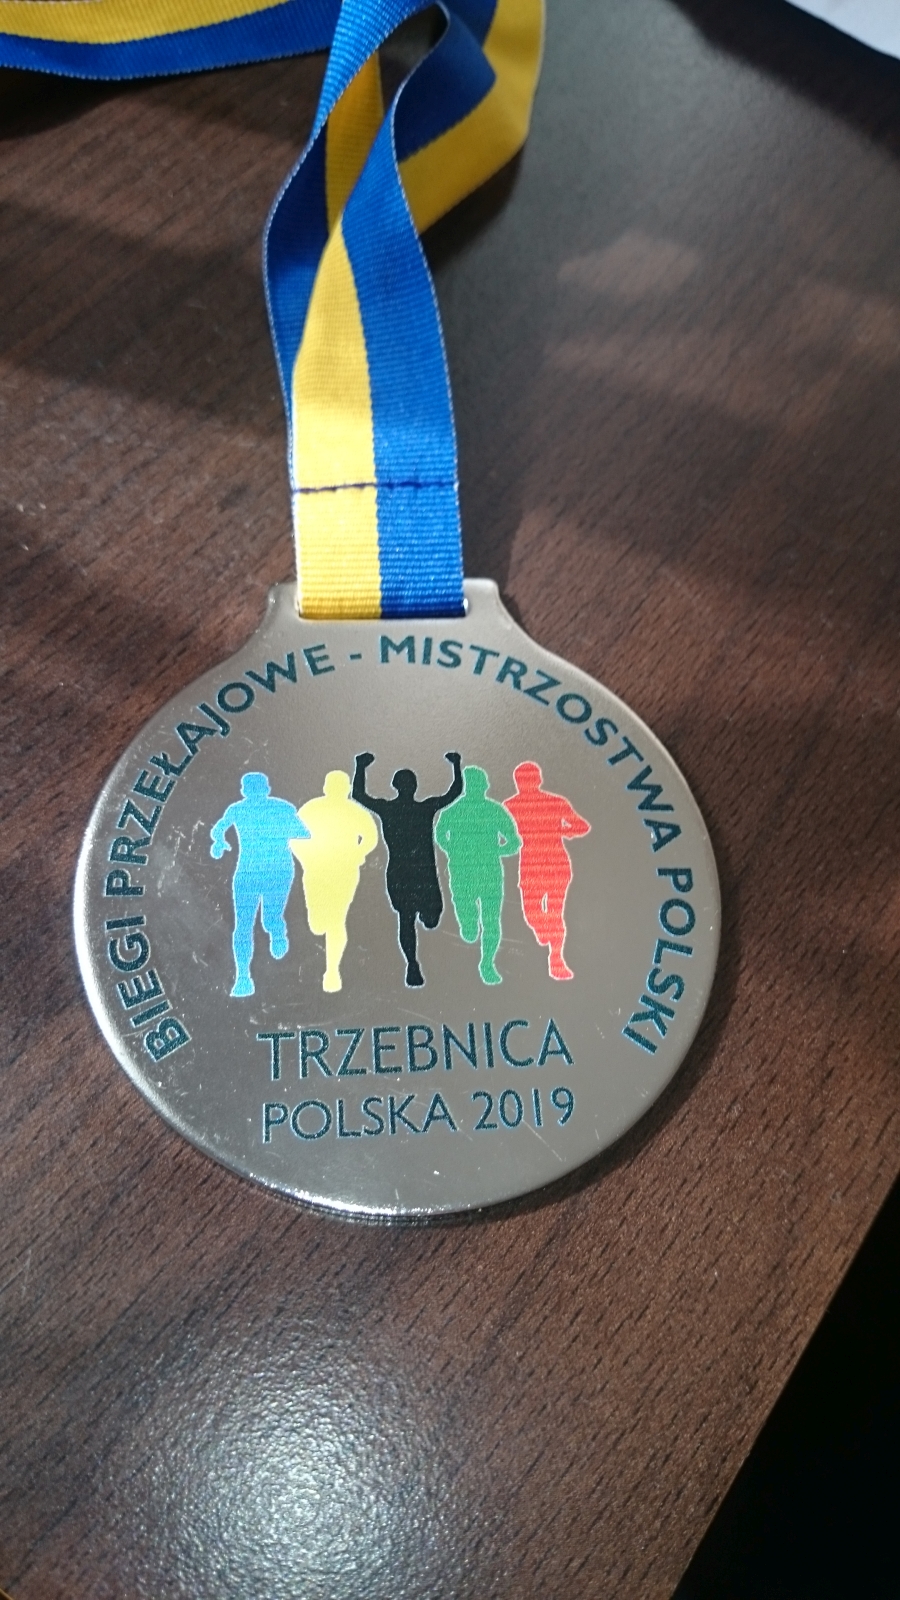 BIEGI PRZEŁAJOWE - MISTRZOSTWA POLSKI
TRZEBNICA
POLSKA 2019